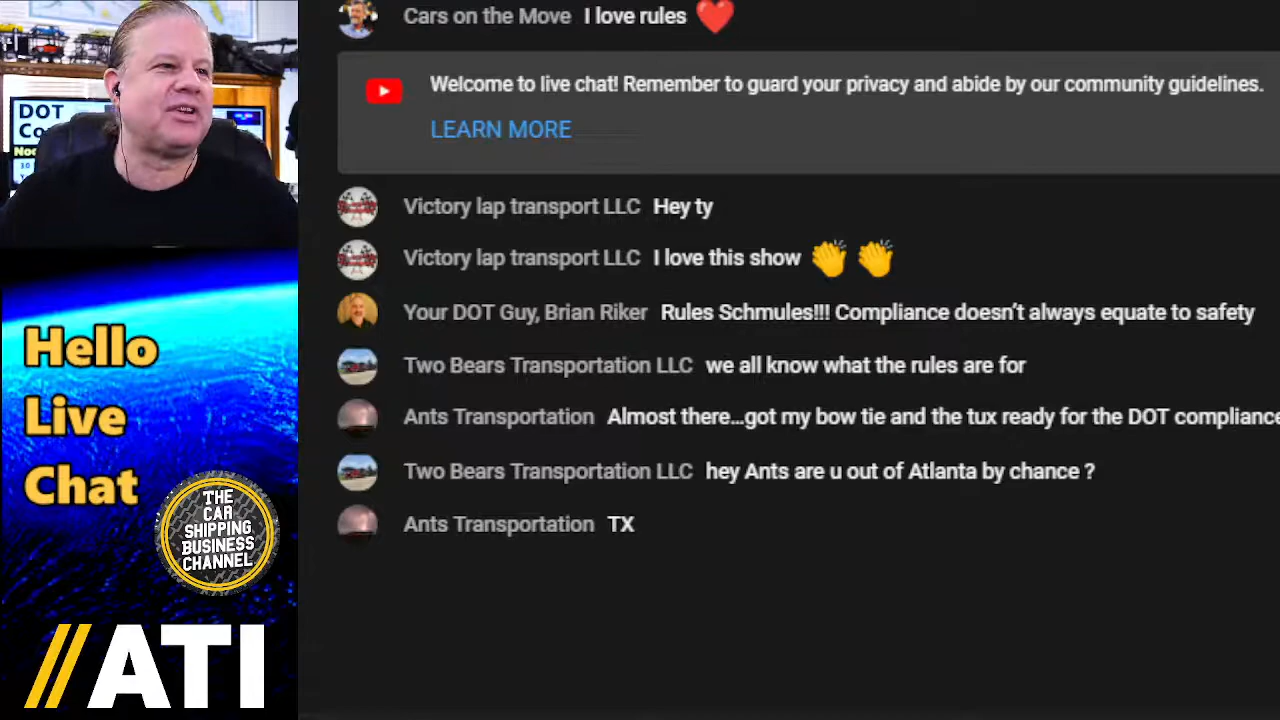 Cars on the Move I love rules ❤️
Welcome to live chat! Remember to guard your privacy and abide by our community guidelines.
LEARN MORE
Victory lap transport LLC Hey ty
Victory lap transport LLC I love this show 👏 👏
Your DOT Guy, Brian Riker Rules Schmules!!! Compliance doesn’t always equate to safety
Two Bears Transportation LLC we all know what the rules are for
Ants Transportation Almost there...got my bow tie and the tux ready for the DOT compliance
Two Bears Transportation LLC hey Ants are u out of Atlanta by chance ?
Ants Transportation TX
DOT
Co
Hello
Live
Chat
THE
CAR
SHIPPING
BUSINESS
CHANNEL
//ATI